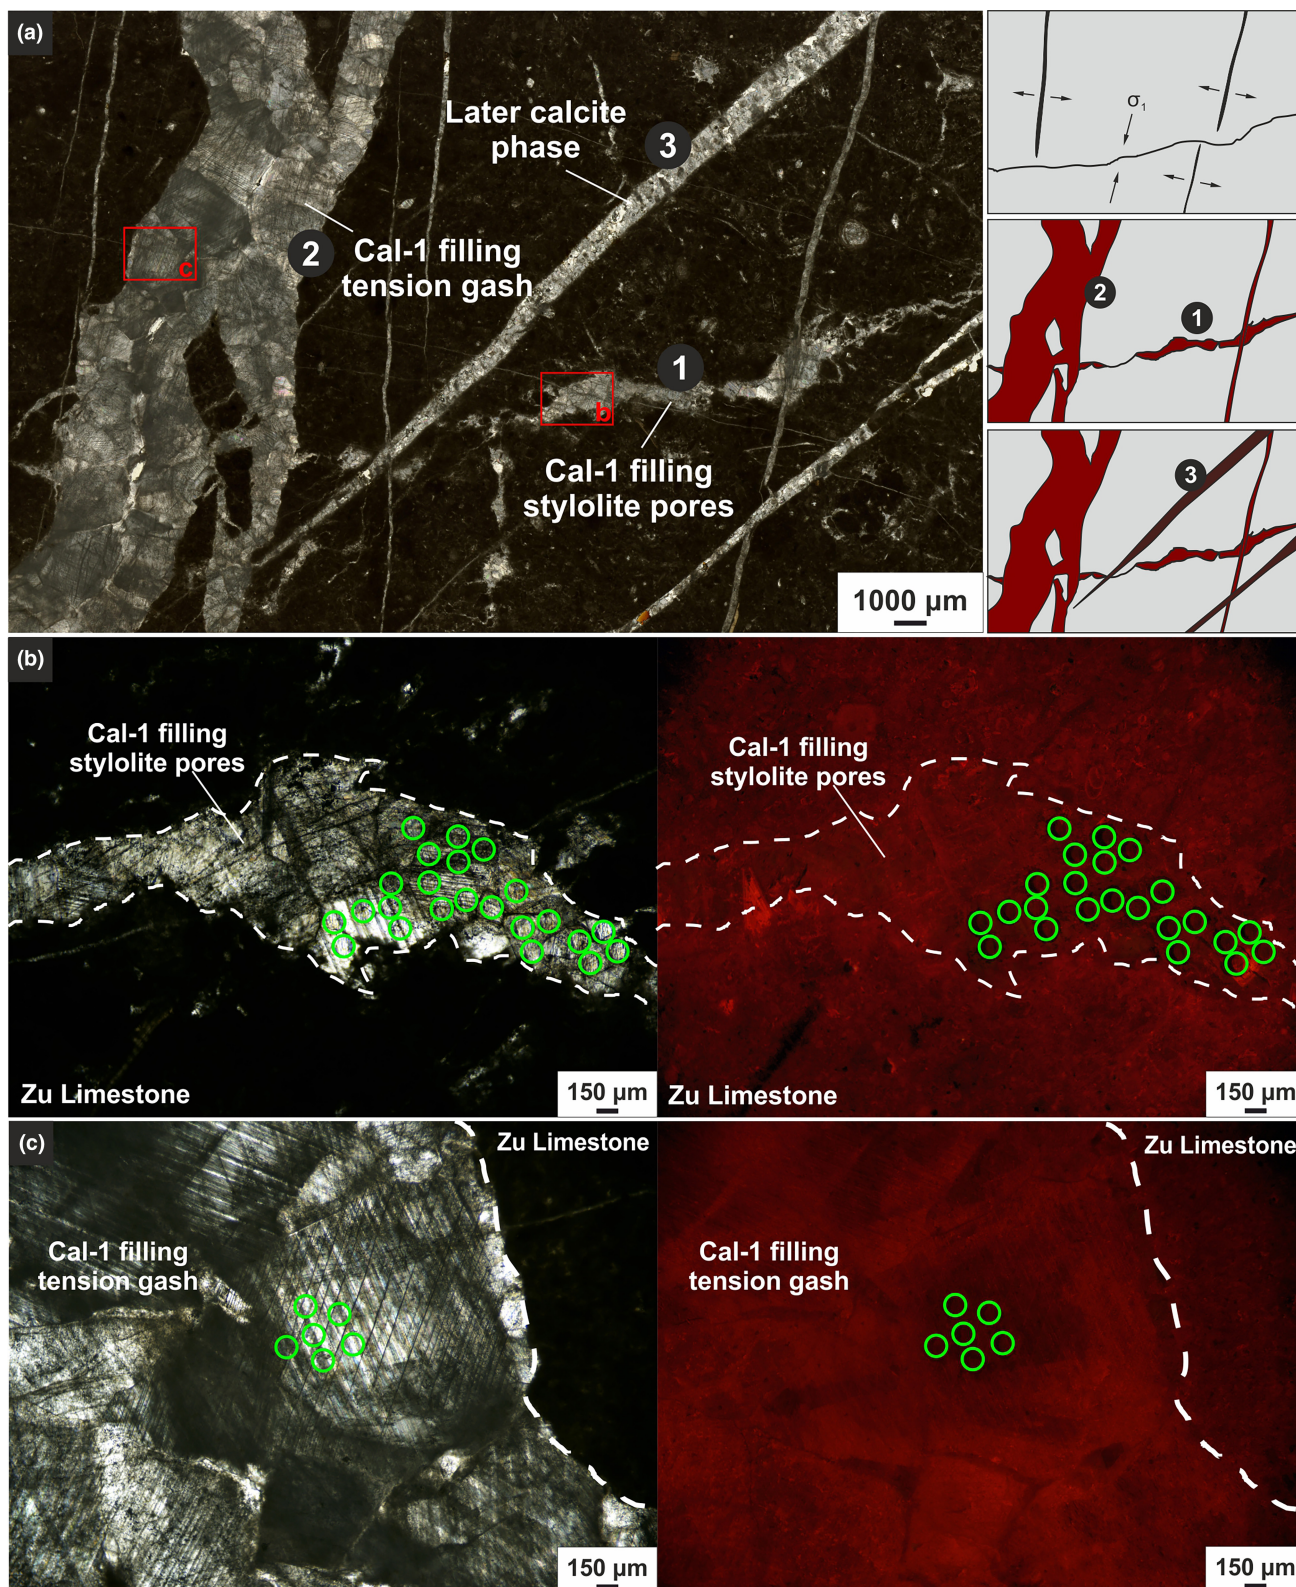 (a)
Later calcite
phase
3
2
Cal-1 filling
tension gash
c
1
b
Cal-1 filling
stylolite pores
1000 µm
σ1
2
1
3
(b)
Cal-1 filling
stylolite pores
Zu Limestone
150 µm
Cal-1 filling
stylolite pores
Zu Limestone
150 µm
(c)
Zu Limestone
Cal-1 filling
tension gash
150 µm
Zu Limestone
Cal-1 filling
tension gash
150 µm